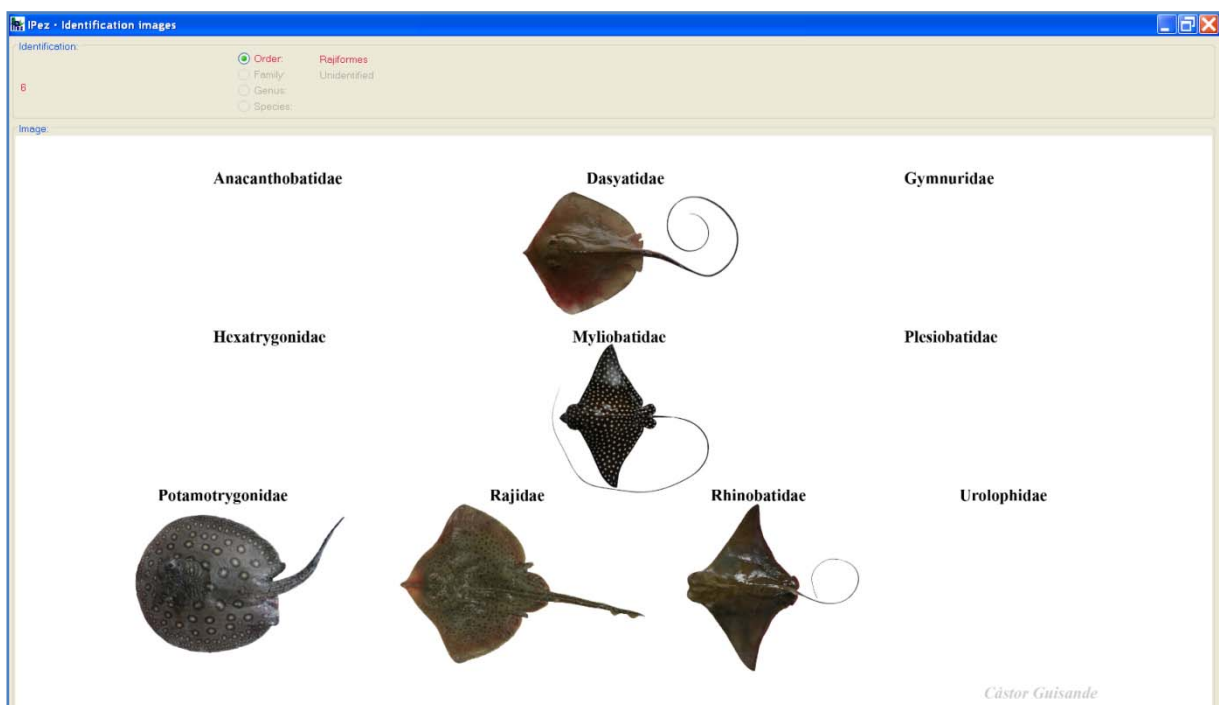 IPez - Identification images
Identification:
6
Order: Rajiformes
Family: Unidentified
Genus:
Species:
Image:
Anacanthobatidae Dasyatidae Gymnuridae
Hexatrygonidae Myliobatidae Plesiobatidae
Potamotrygonidae Rajidae Rhinobatidae Urolophidae
Cástor Guisande